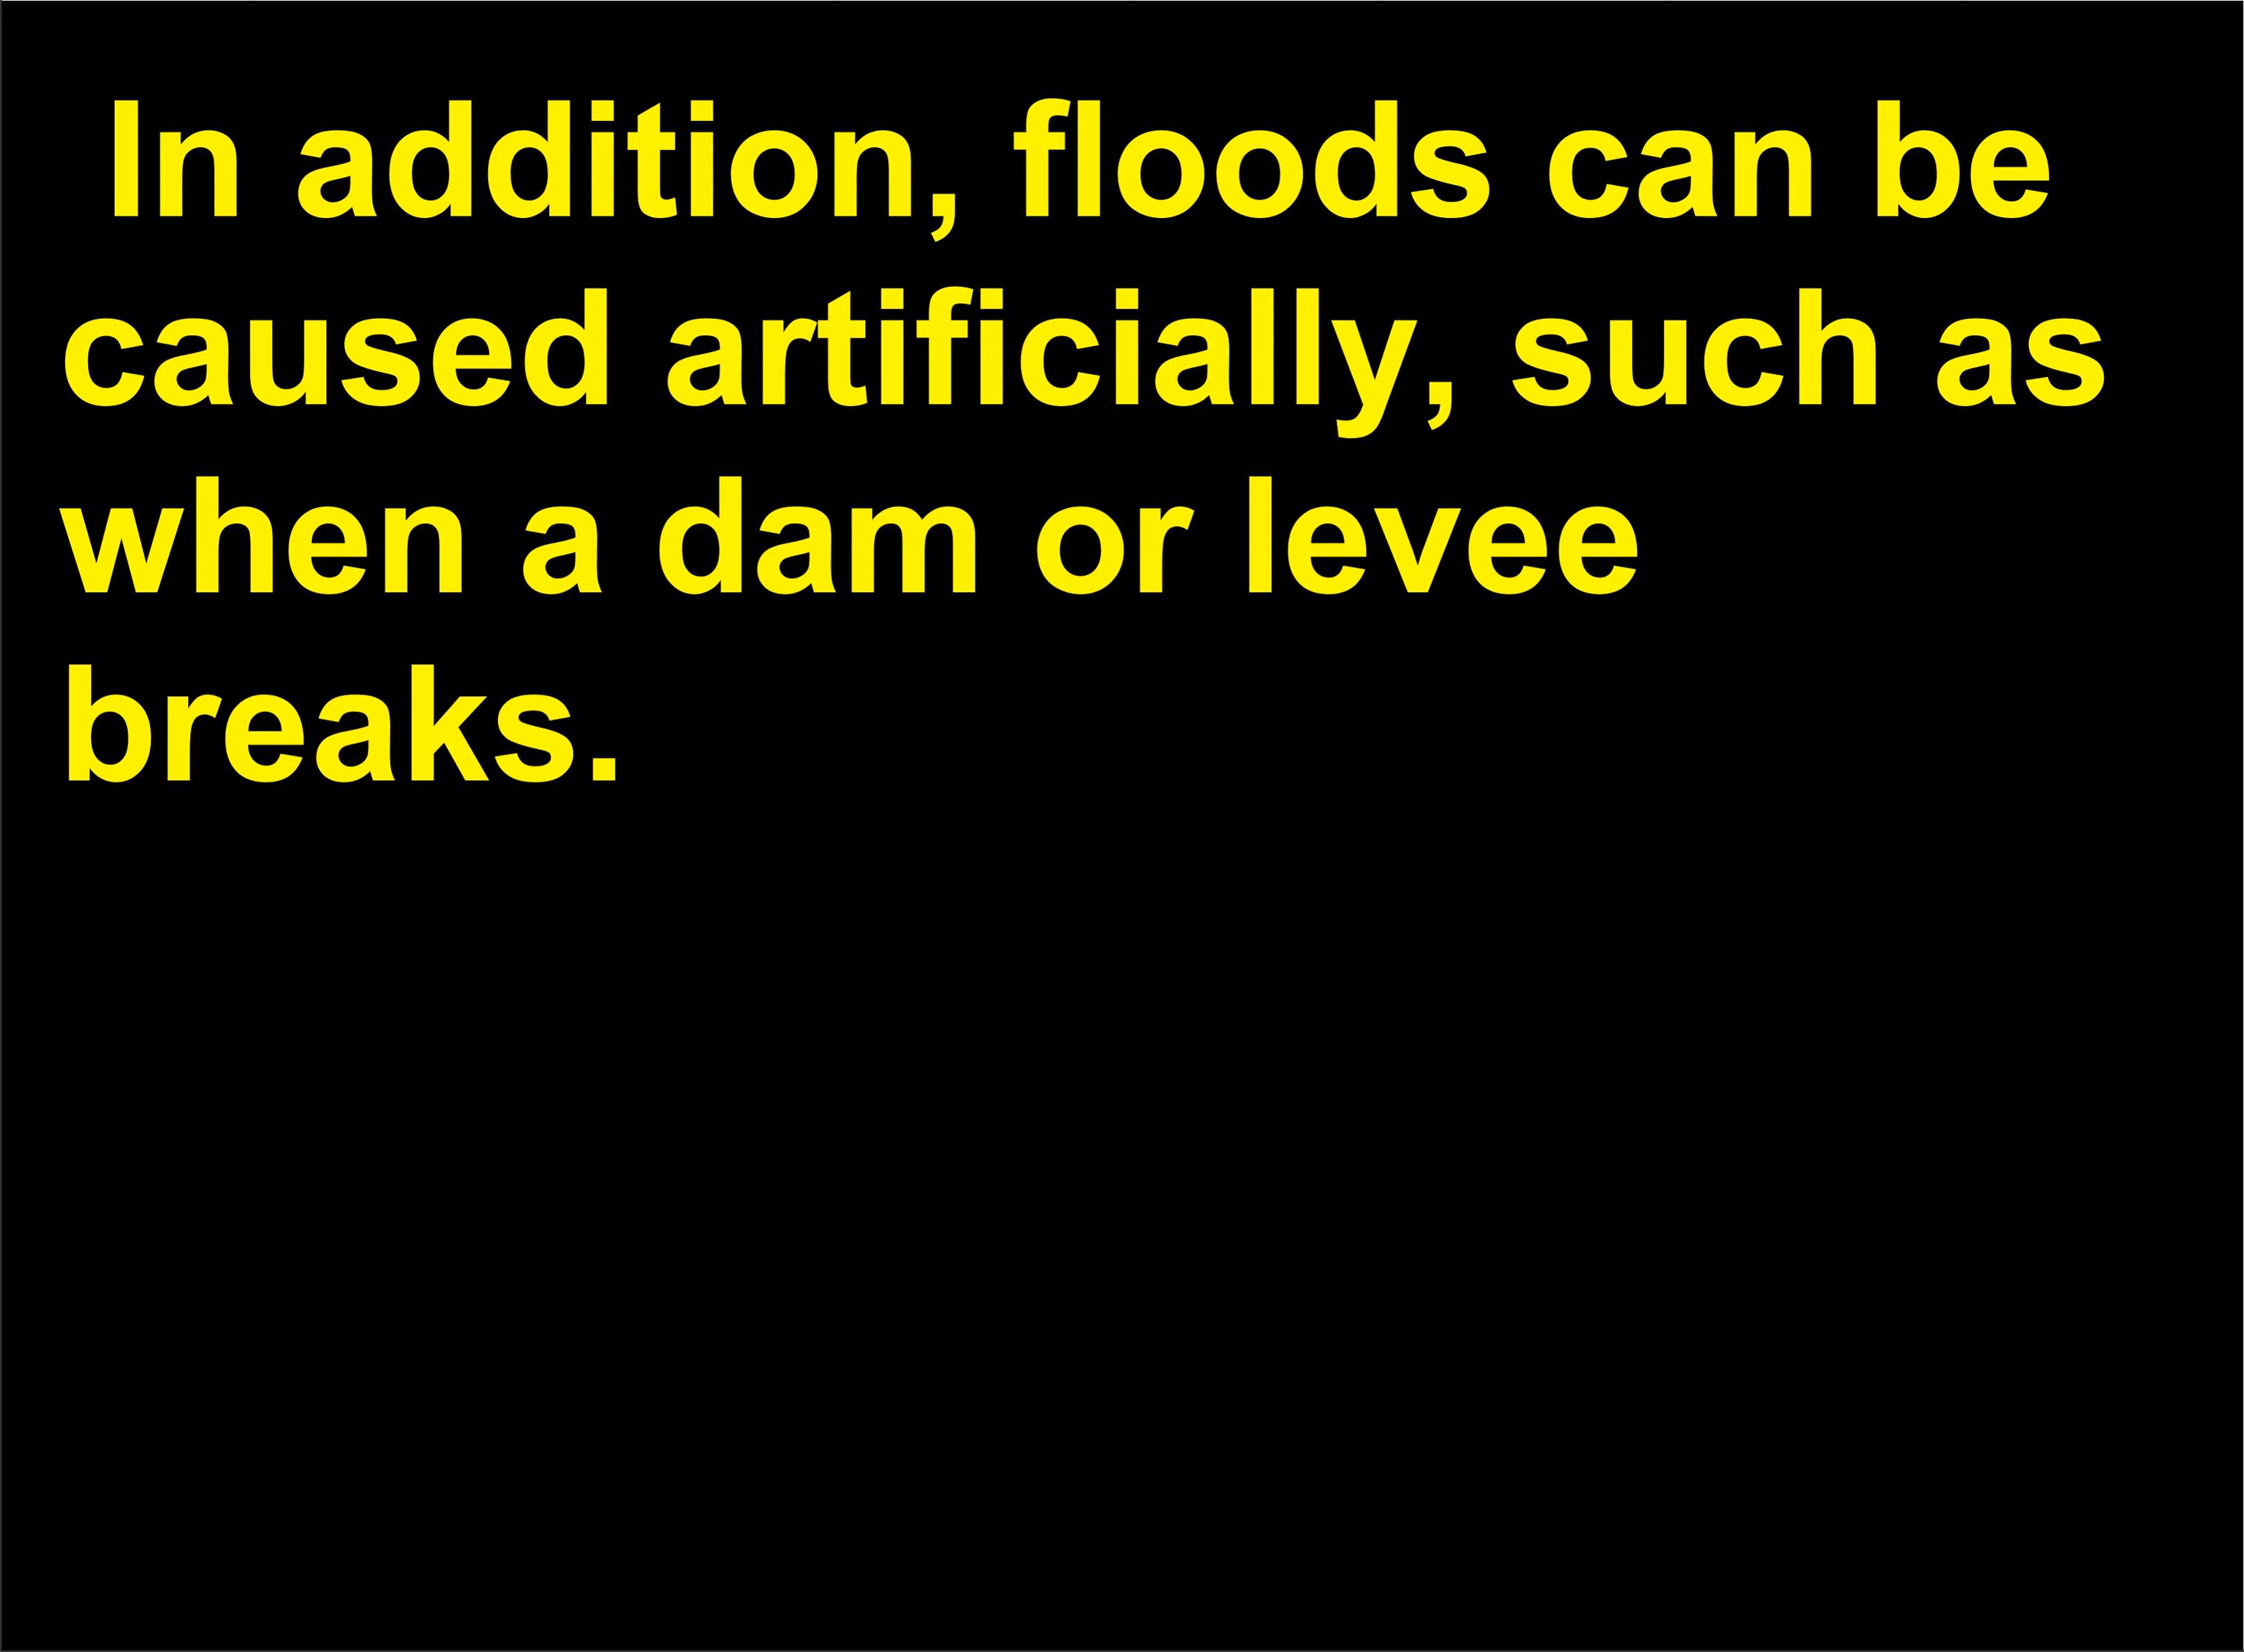 In addition, floods can be
caused artificially, such as
when a dam or levee
breaks.